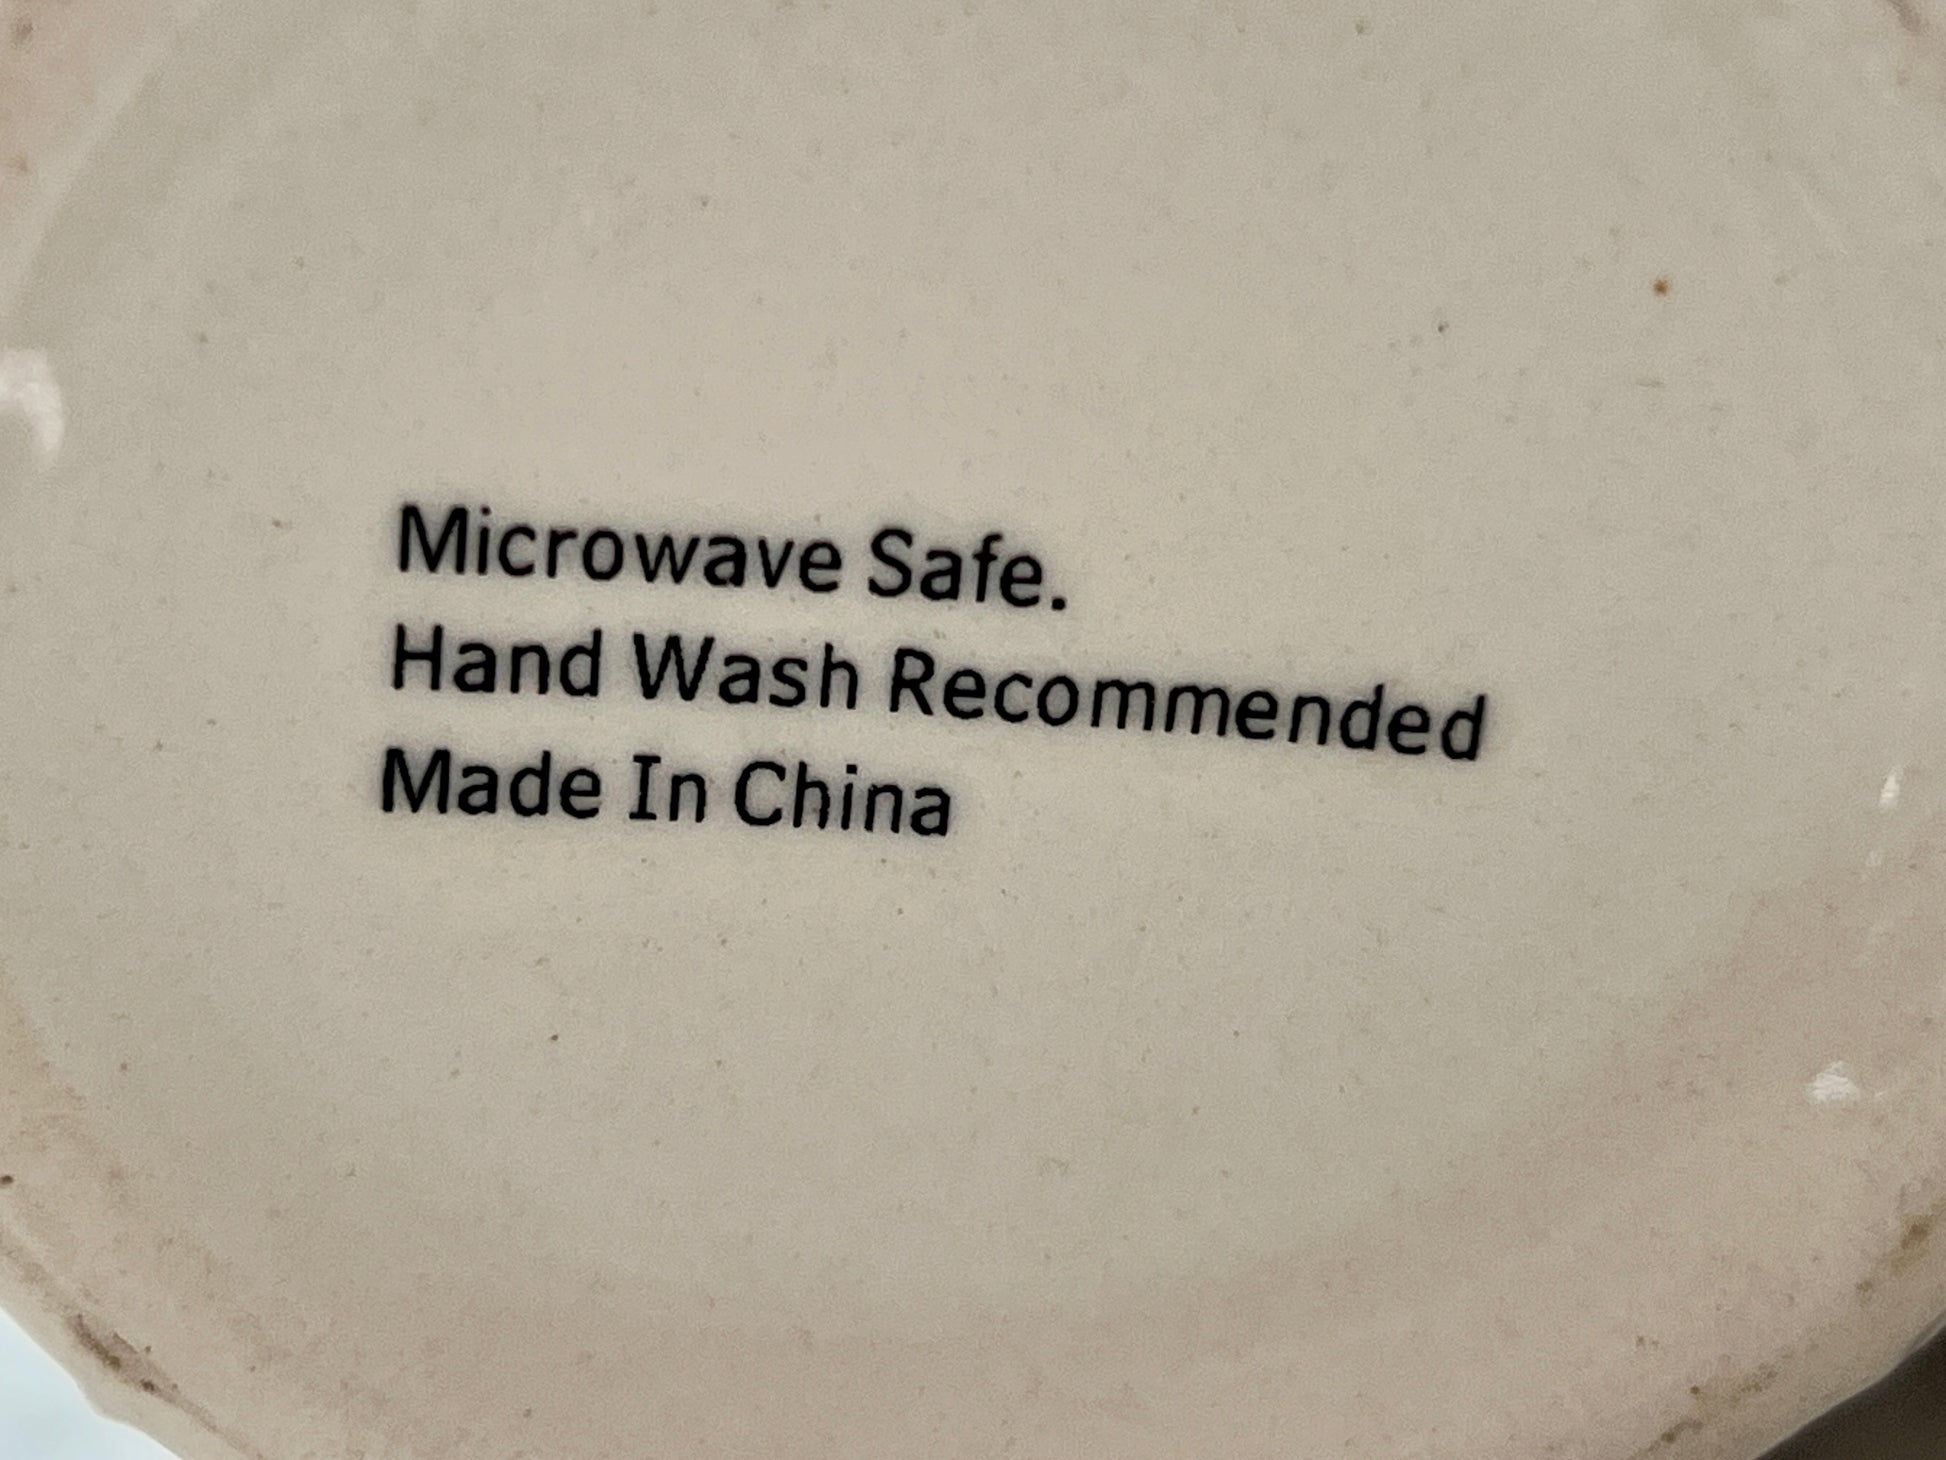 Microwave Safe.
Hand Wash Recommended
Made In China